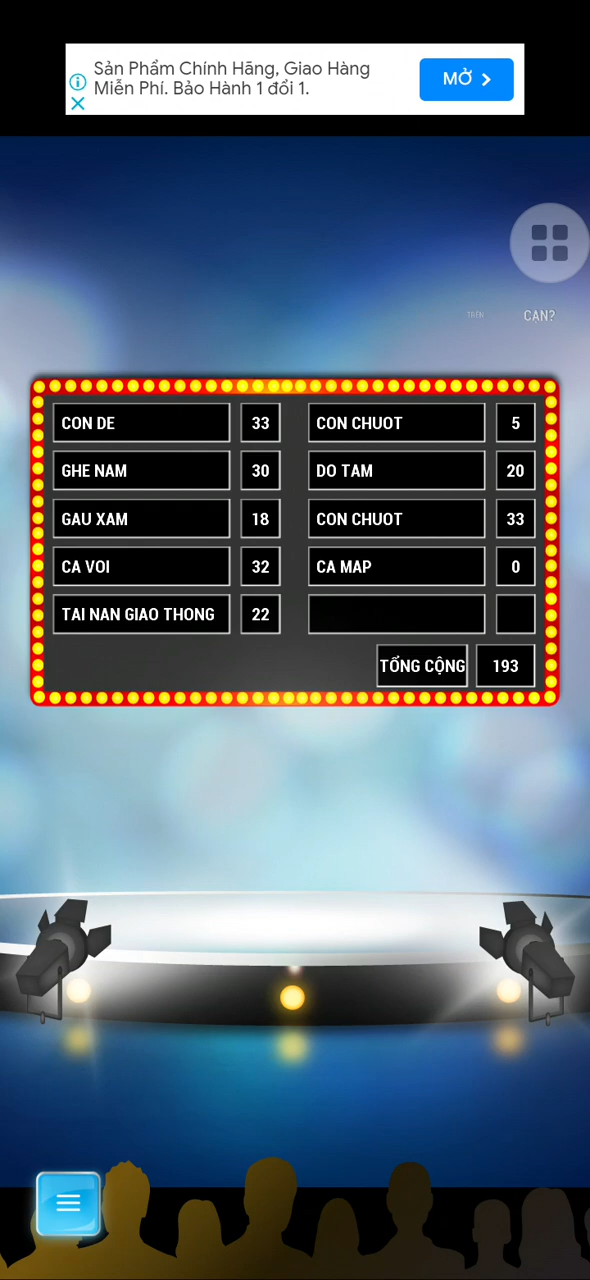 Sản Phẩm Chính Hãng, Giao Hàng
Miễn Phí. Bảo Hành 1 đổi 1.
MỞ
TRÊN CẠN?
CON DE 33 CON CHUOT 5
GHE NAM 30 DO TAM 20
GAU XAM 18 CON CHUOT 33
CA VOI 32 CA MAP 0
TAI NAN GIAO THONG 22
TỔNG CỘNG 193